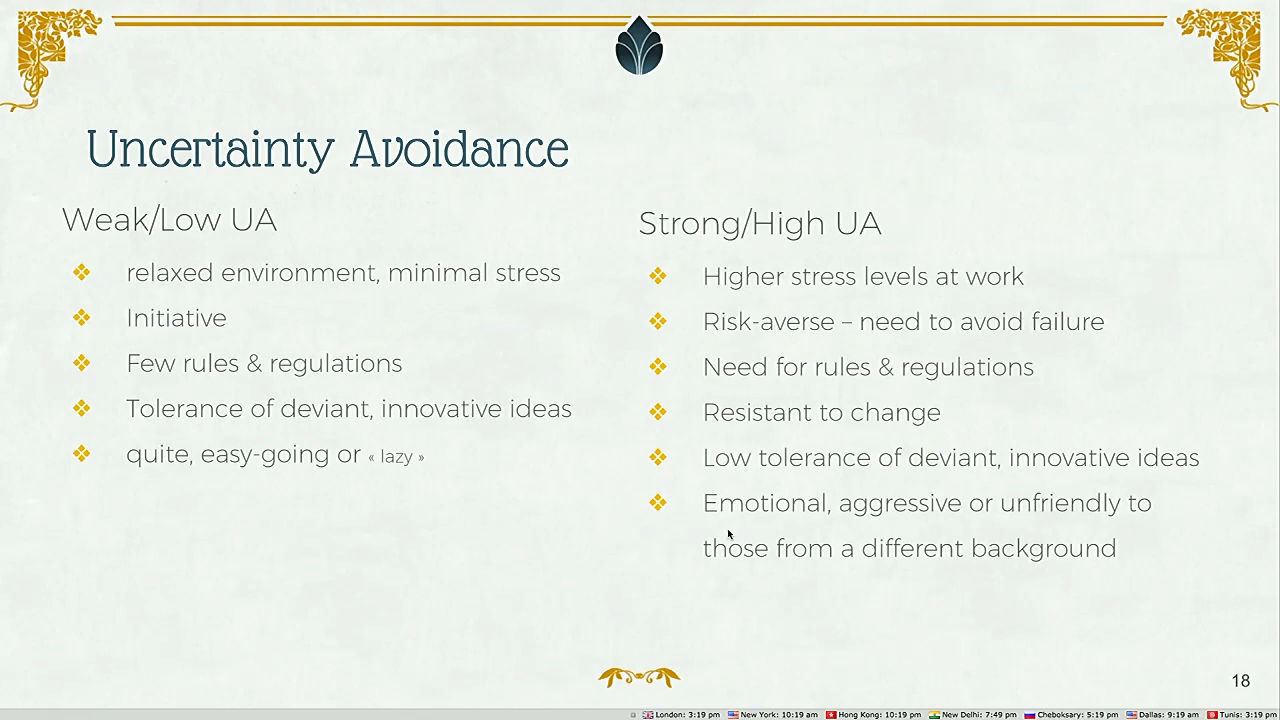 Uncertainty Avoidance
Weak/Low UA
relaxed environment, minimal stress
Initiative
Few rules & regulations
Tolerance of deviant, innovative ideas
quite, easy-going or « lazy »
Strong/High UA
Higher stress levels at work
Risk-averse – need to avoid failure
Need for rules & regulations
Resistant to change
Low tolerance of deviant, innovative ideas
Emotional, aggressive or unfriendly to
those from a different background
18
London: 3:19 pm New York: 10:19 am Hong Kong: 10:19 pm New Delhi: 7:49 pm Cheboksary: 5:19 pm Dallas: 9:19 am Tunis: 3:19 pm